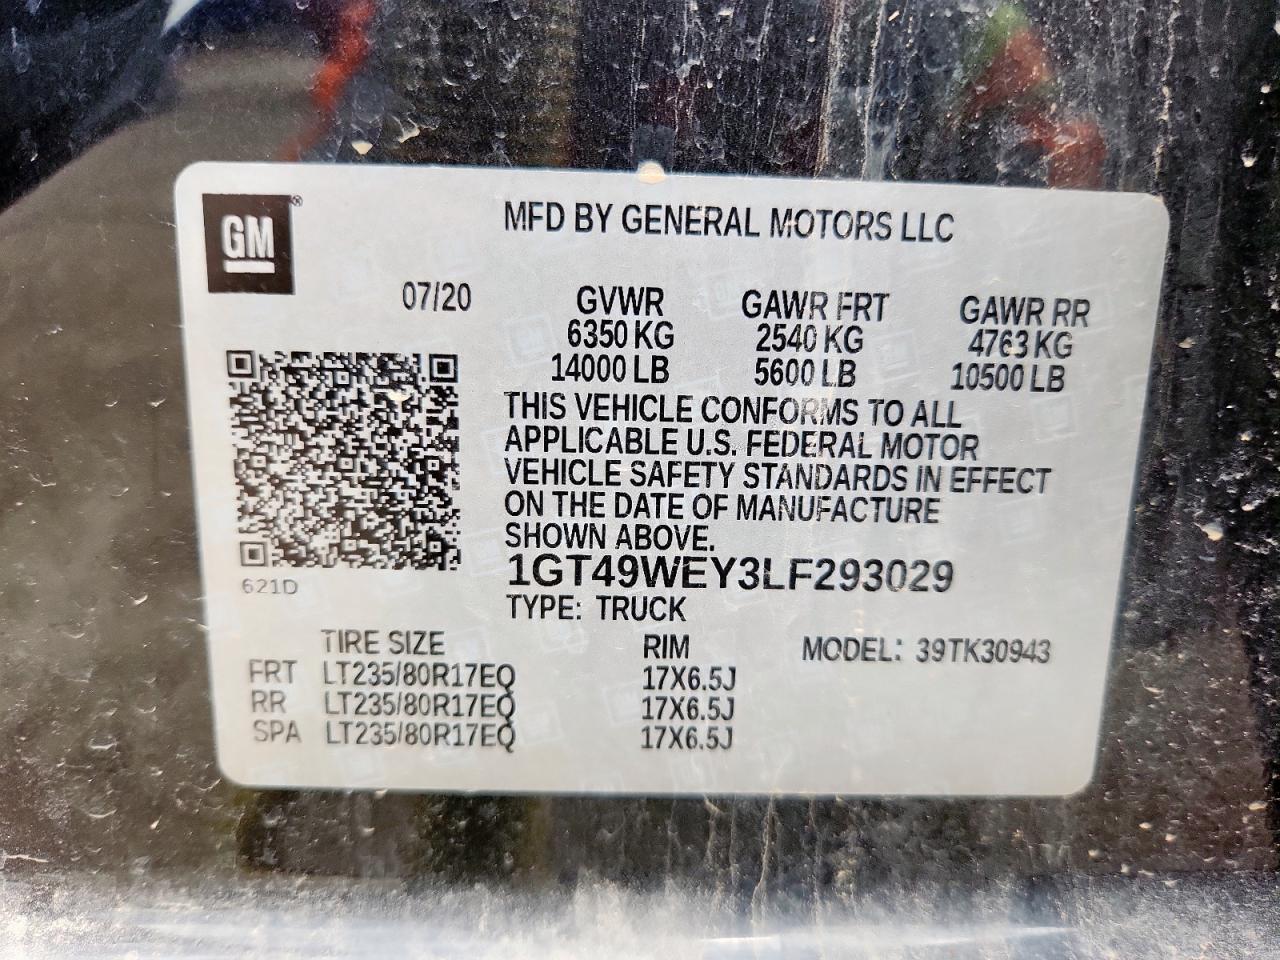 GM®
MFD BY GENERAL MOTORS LLC
07/20
GVWR GAWR FRT GAWR RR
6350 KG 2540 KG 4763 KG
14000 LB 5600 LB 10500 LB
THIS VEHICLE CONFORMS TO ALL
APPLICABLE U.S. FEDERAL MOTOR
VEHICLE SAFETY STANDARDS IN EFFECT
ON THE DATE OF MANUFACTURE
SHOWN ABOVE.
1GT49WEY3LF293029
621D
TYPE: TRUCK
TIRE SIZE RIM MODEL: 39TK30943
FRT LT235/80R17EQ 17X6.5J
RR LT235/80R17EQ 17X6.5J
SPA LT235/80R17EQ 17X6.5J